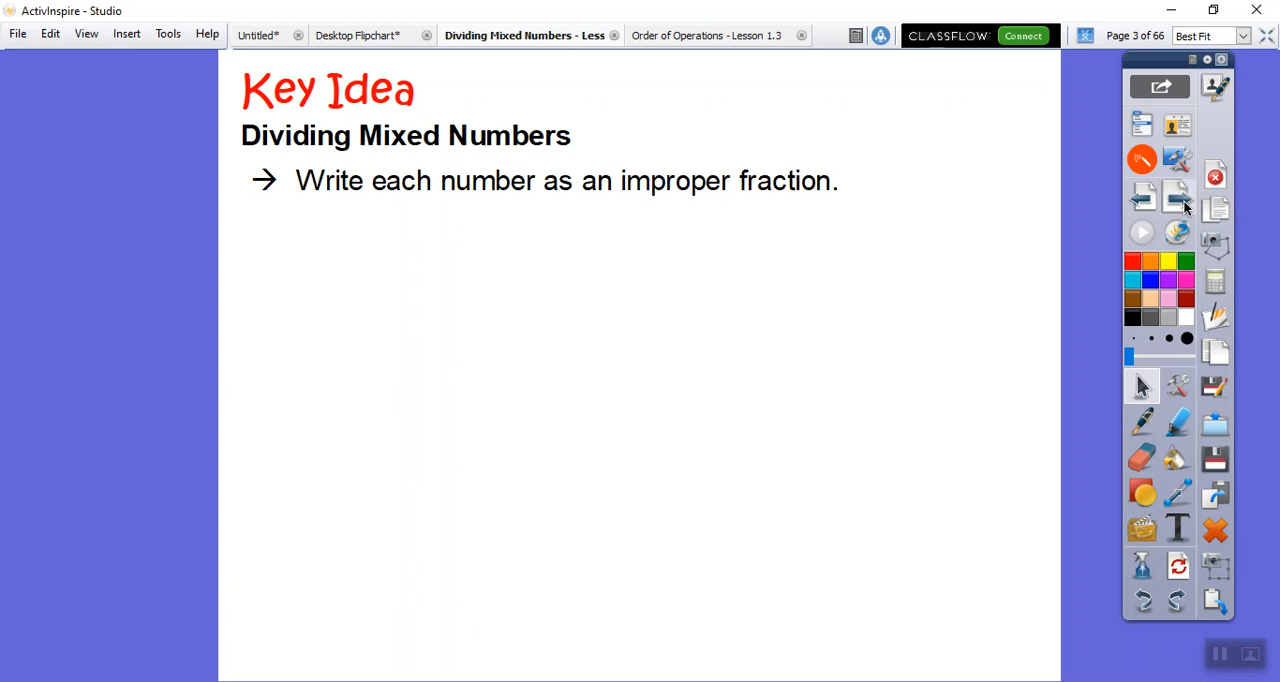 ActivInspire - Studio
File Edit View Insert Tools Help Untitled* Desktop Flipchart* Dividing Mixed Numbers - Less Order of Operations - Lesson 1.3 CLASSFLOW Connect Page 3 of 66 Best Fit
Key Idea
Dividing Mixed Numbers
→ Write each number as an improper fraction.
T